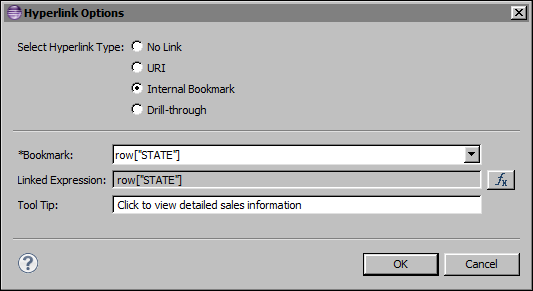 Hyperlink Options
Select Hyperlink Type: No Link
URI
Internal Bookmark
Drill-through
*Bookmark: row["STATE"]
Linked Expression: row["STATE"] fx
Tool Tip: Click to view detailed sales information
? OK Cancel